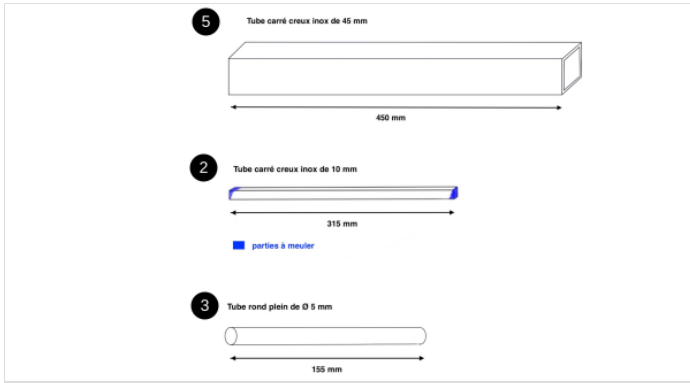 5
Tube carré creux inox de 45 mm
450 mm
2
Tube carré creux inox de 10 mm
315 mm
parties à meuler
3
Tube rond plein de Ø 5 mm
155 mm